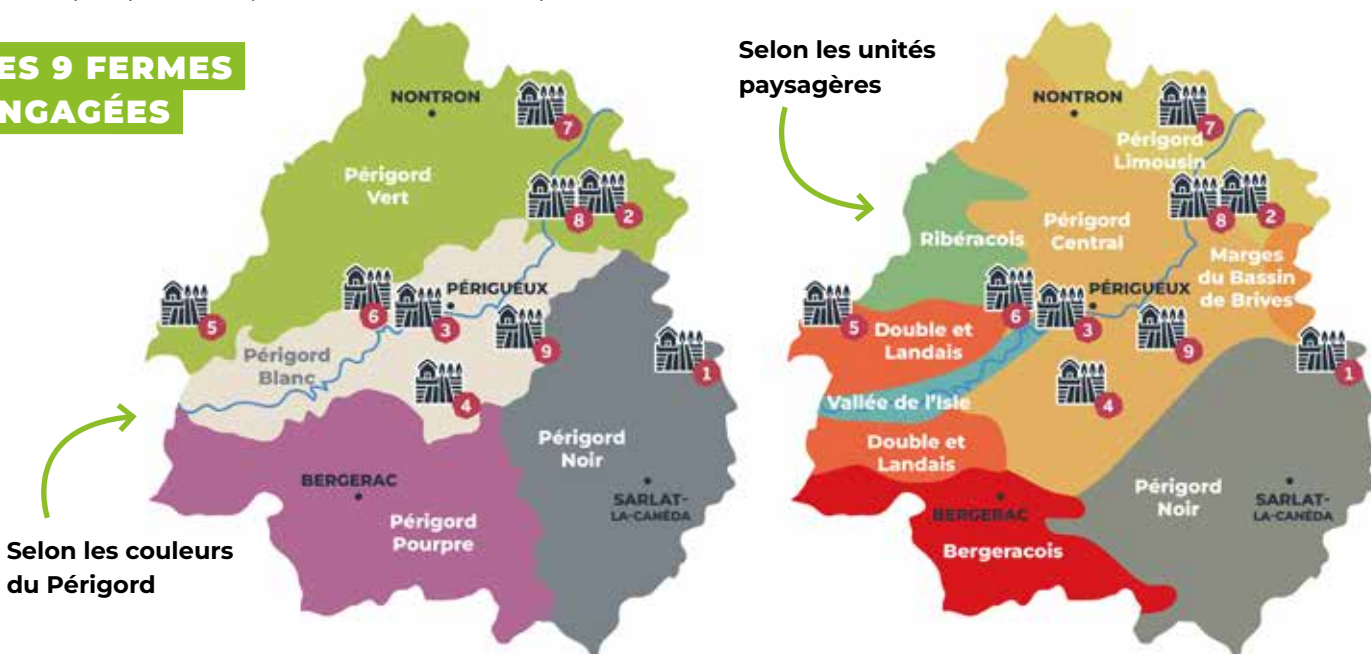 ES 9 FERMES
NGAGÉES
Selon les couleurs
du Périgord
NONTRON
7
Périgord
Vert
8
2
PÉRIGUEUX
5
6
3
9
Périgord
Blanc
1
4
Périgord
Noir
BERGERAC
SARLAT-
LA-CANÉDA
Périgord
Pourpre
Selon les unités
paysagères
NONTRON
7
Périgord
Limousin
8
2
Ribéracois
Périgord
Central
Marges
du Bassin
de Brives
PÉRIGUEUX
5
6
3
9
Double et
Landais
1
4
Vallée de l'Isle
Double et
Landais
Périgord
Noir
SARLAT-
LA-CANÉDA
BERGERAC
Bergeracois